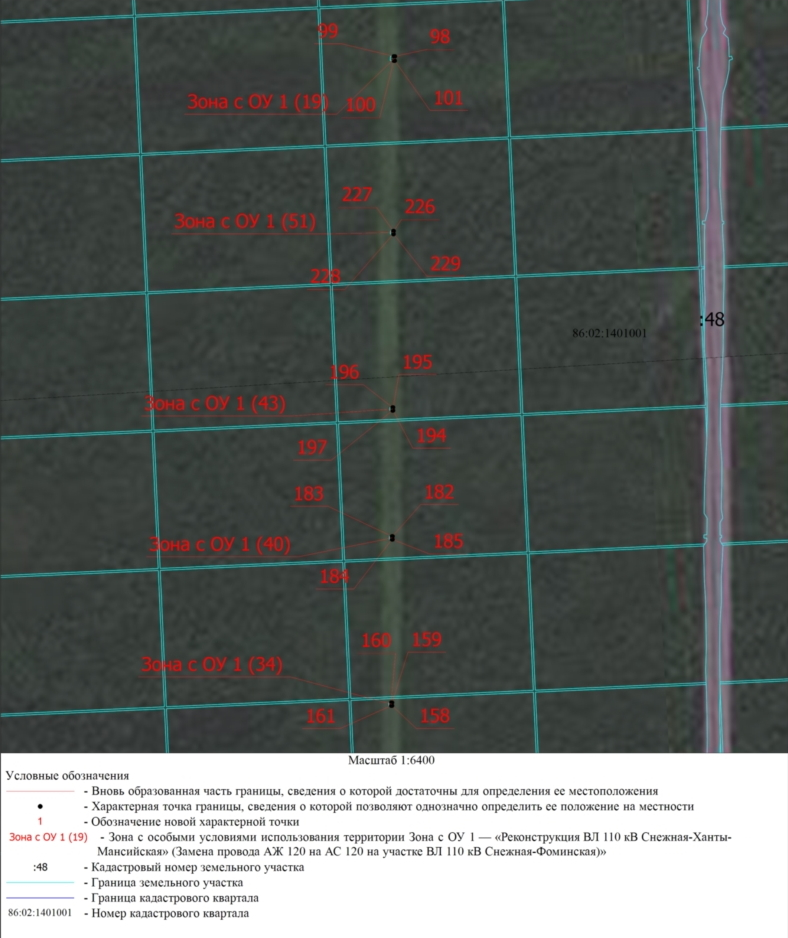 99
98
Зона с ОУ 1 (19)
100
101
227
226
Зона с ОУ 1 (51)
228
229
:48
86:02:1401001
195
196
Зона с ОУ 1 (43)
194
197
183
182
Зона с ОУ 1 (40)
185
184
160
159
Зона с ОУ 1 (34)
161
158
Масштаб 1:6400
Условные обозначения
- Вновь образованная часть границы, сведения о которой достаточны для определения ее местоположения
- Характерная точка границы, сведения о которой позволяют однозначно определить ее положение на местности
1 - Обозначение новой характерной точки
Зона с ОУ 1 (19) - Зона с особыми условиями использования территории Зона с ОУ 1 — «Реконструкция ВЛ 110 кВ Снежная-Ханты-
Мансийская» (Замена провода АЖ 120 на АС 120 на участке ВЛ 110 кВ Снежная-Фоминская)»
:48 - Кадастровый номер земельного участка
- Граница земельного участка
- Граница кадастрового квартала
86:02:1401001 - Номер кадастрового квартала